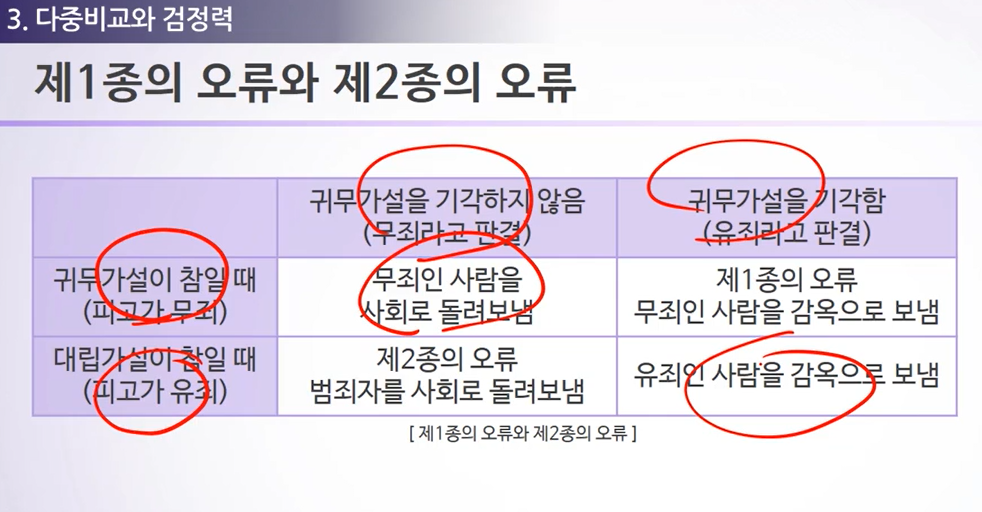 3. 다중비교와 검정력
제1종의 오류와 제2종의 오류
귀무가설을 기각하지 않음
(무죄라고 판결)
귀무가설을 기각함
(유죄라고 판결)
귀무가설이 참일 때
(피고가 무죄)
무죄인 사람을
사회로 돌려보냄
제1종의 오류
무죄인 사람을 감옥으로 보냄
대립가설이 참일 때
(피고가 유죄)
제2종의 오류
범죄자를 사회로 돌려보냄
유죄인 사람을 감옥으로 보냄
[ 제1종의 오류와 제2종의 오류 ]